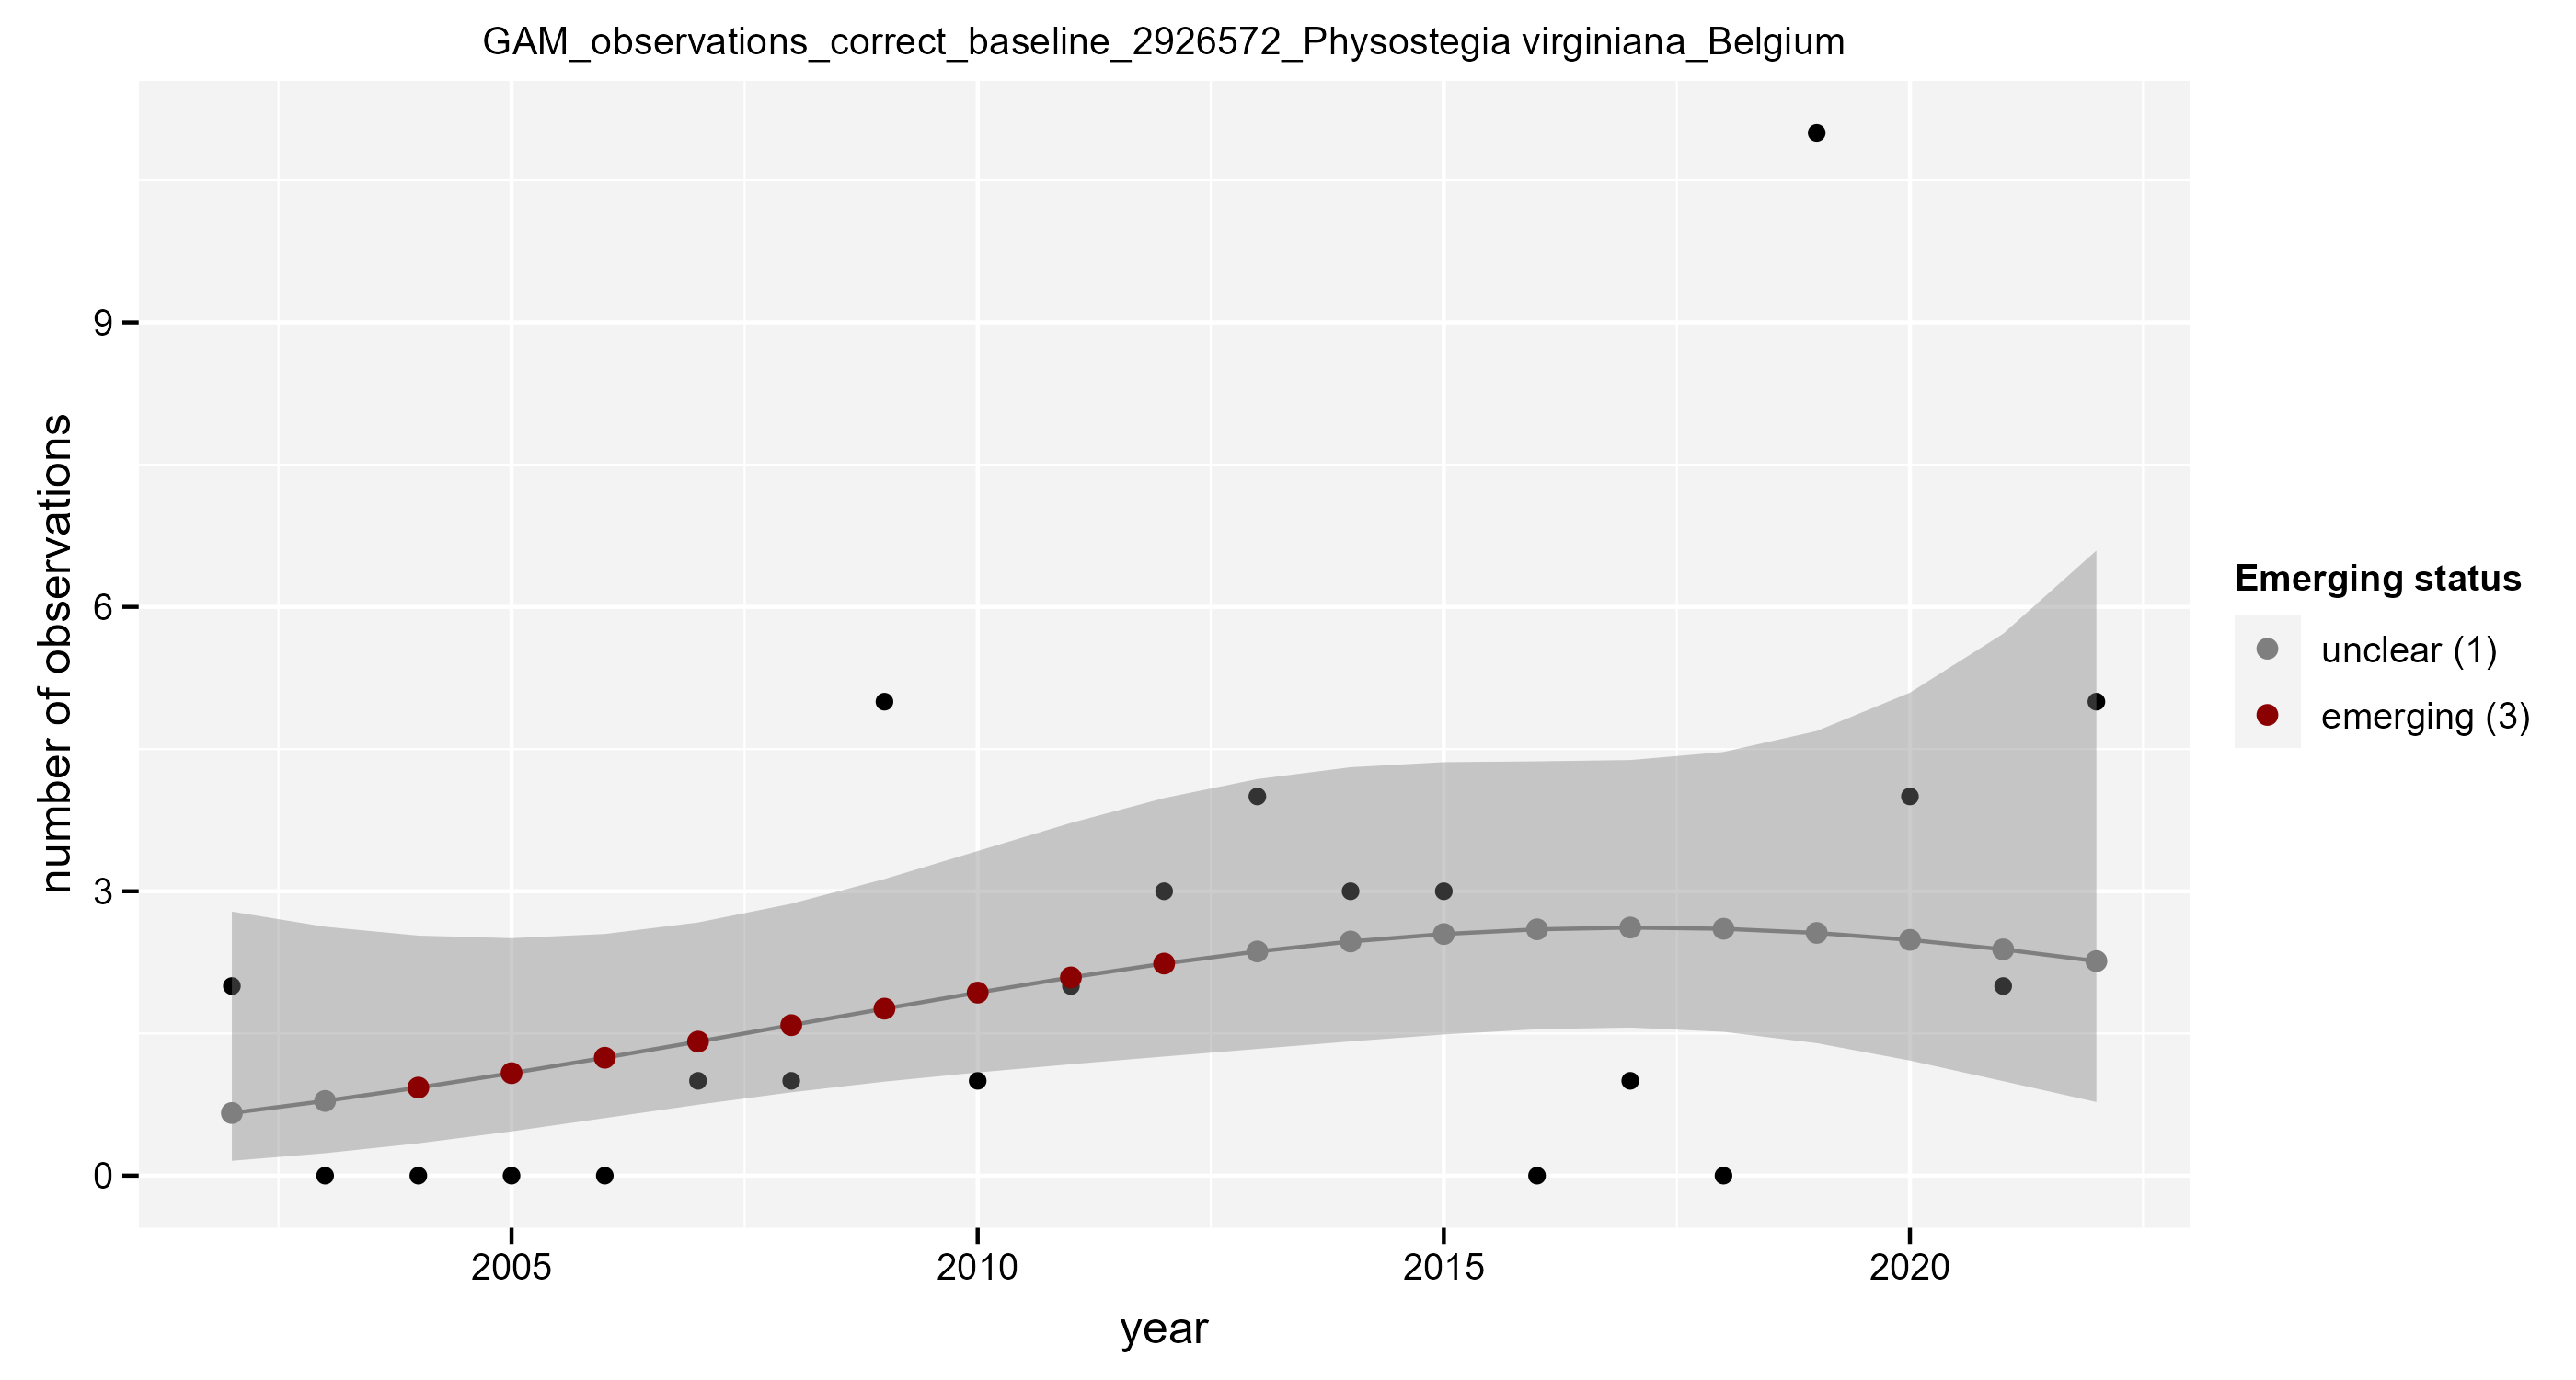 GAM_observations_correct_baseline_2926572_Physostegia virginiana_Belgium
number of observations
9
6
3
0
2005 2010 2015 2020
year
Emerging status
unclear (1)
emerging (3)